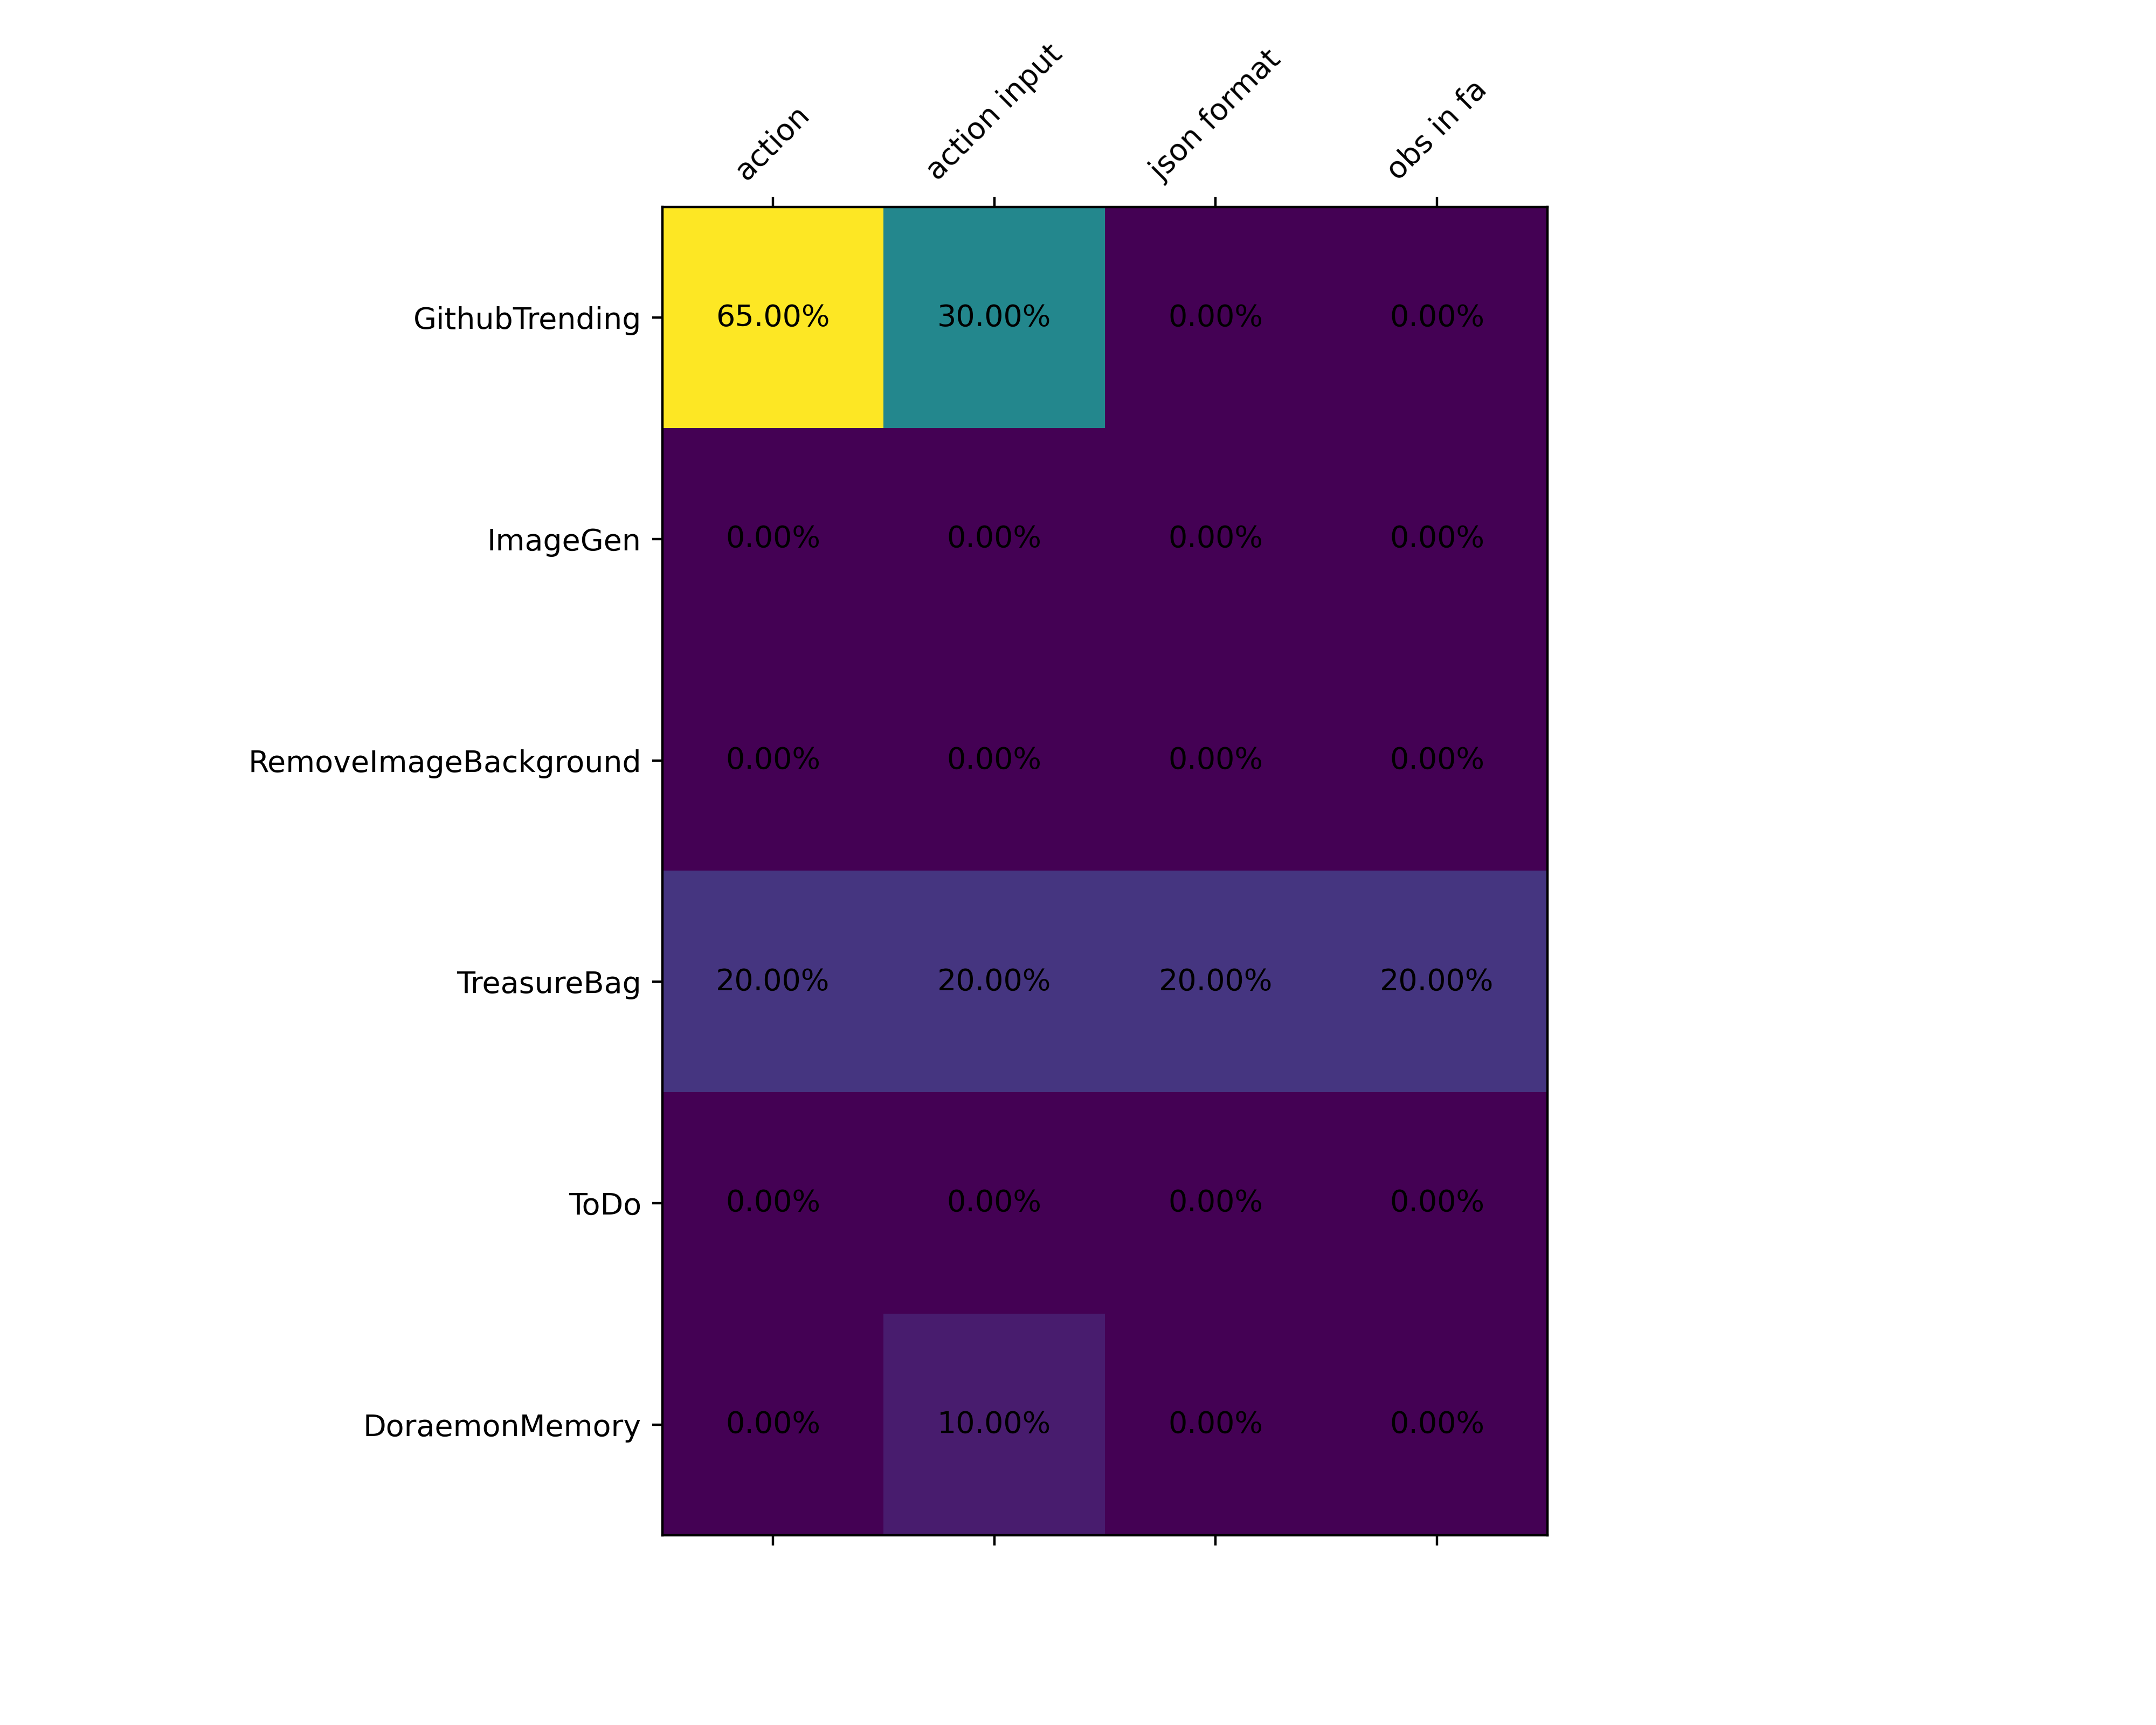 action action input json format obs in fa
GithubTrending 65.00% 30.00% 0.00% 0.00%
ImageGen 0.00% 0.00% 0.00% 0.00%
RemoveImageBackground 0.00% 0.00% 0.00% 0.00%
TreasureBag 20.00% 20.00% 20.00% 20.00%
ToDo 0.00% 0.00% 0.00% 0.00%
DoraemonMemory 0.00% 10.00% 0.00% 0.00%